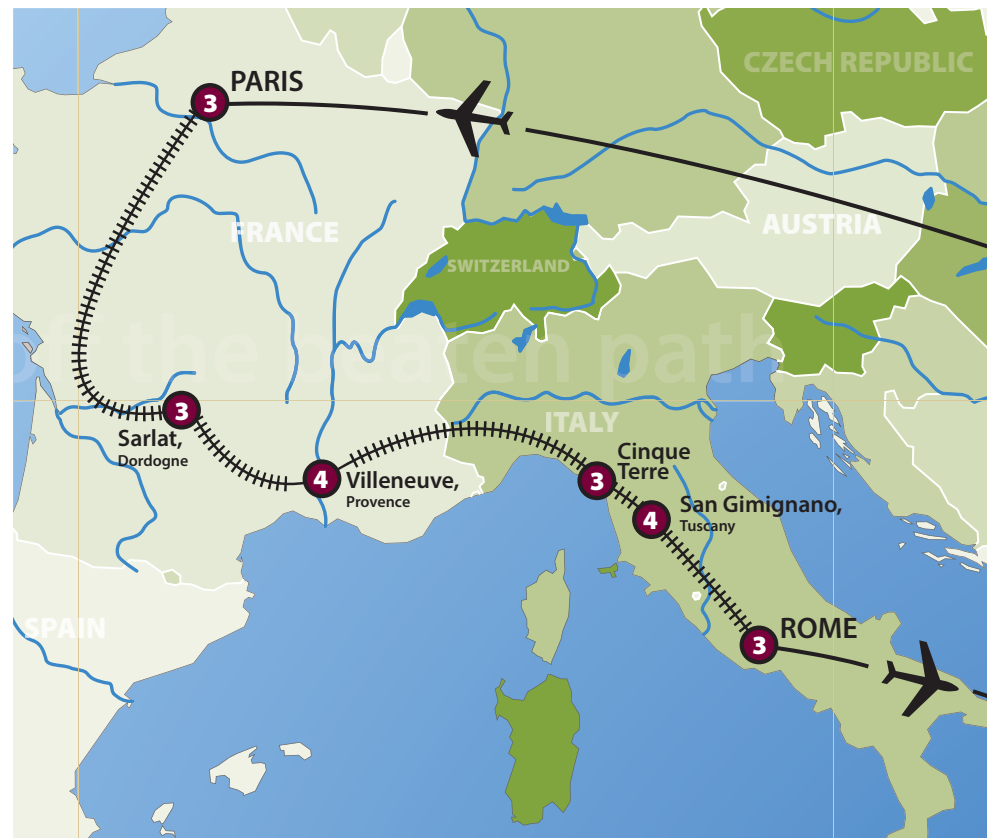 CZECH REPUBLIC
3
PARIS
FRANCE
AUSTRIA
SWITZERLAND
off the beaten path
3
Sarlat,
Dordogne
4
Villeneuve,
Provence
ITALY
3
Cinque
Terre
4
San Gimignano,
Tuscany
SPAIN
3
ROME